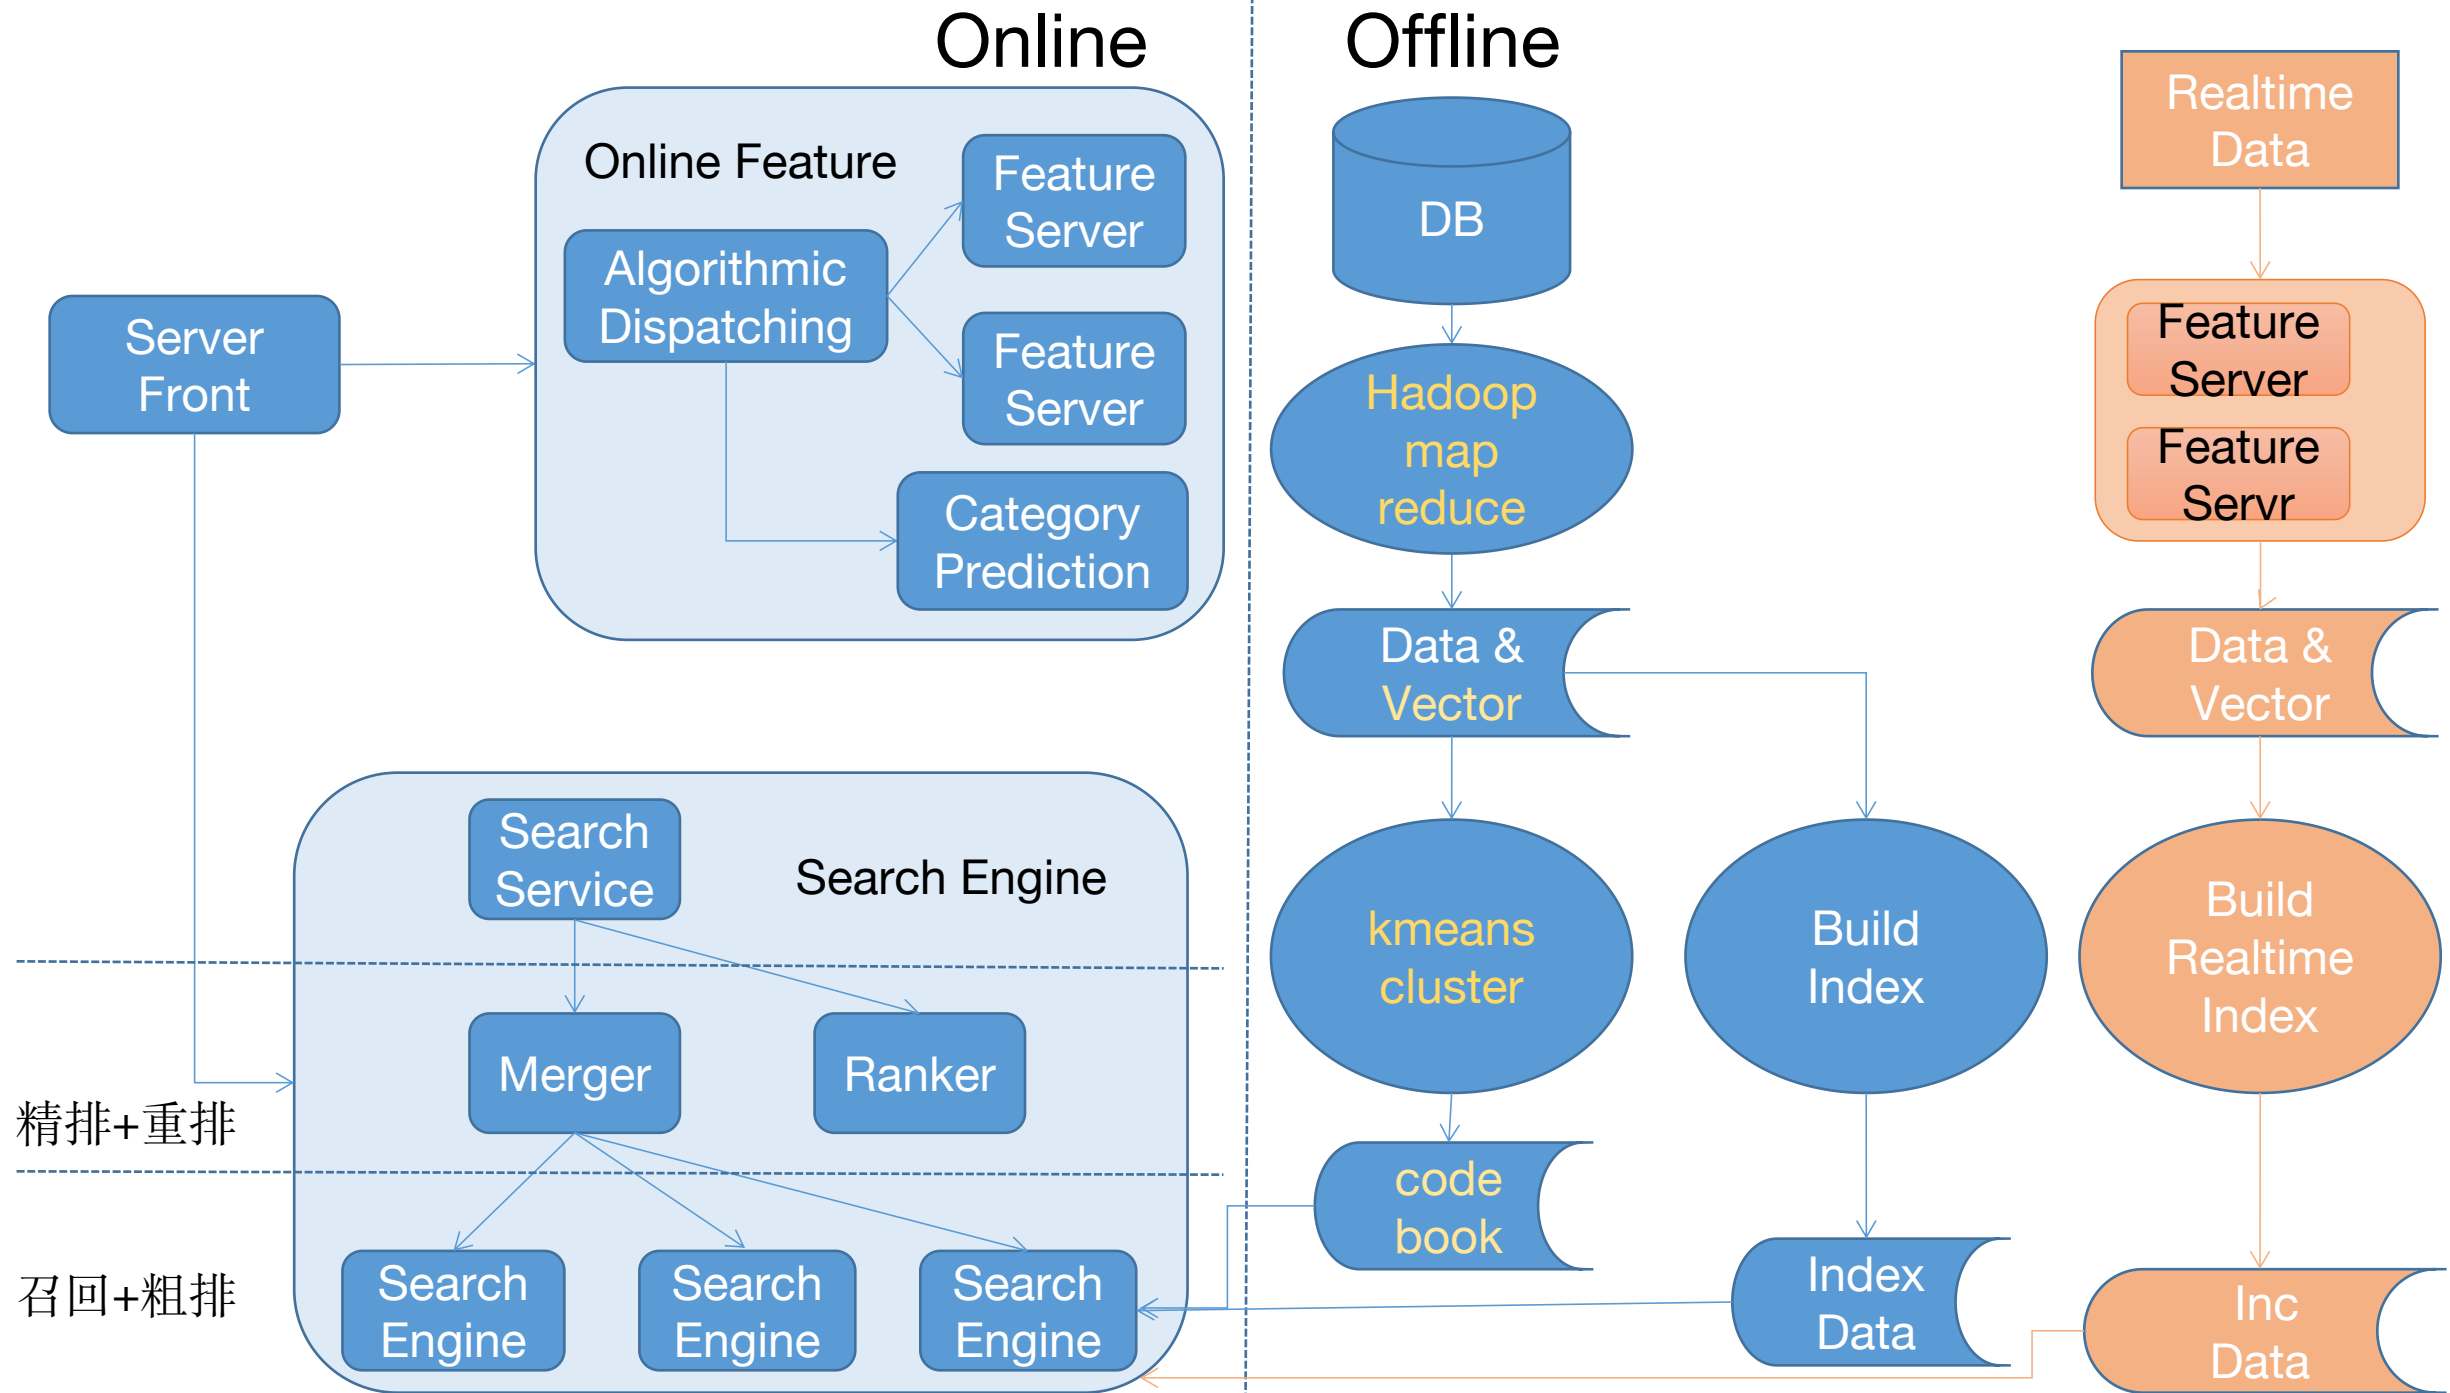 Online
Offline
Online Feature
Feature
Server
Algorithmic
Dispatching
Feature
Server
Category
Prediction
Server
Front
Search
Service
Search Engine
Merger
Ranker
精排+重排
召回+粗排
Search
Engine
Search
Engine
Search
Engine
DB
Hadoop
map
reduce
Data &
Vector
kmeans
cluster
code
book
Build
Index
Index
Data
Realtime
Data
Feature
Server
Feature
Servr
Data &
Vector
Build
Realtime
Index
Inc
Data